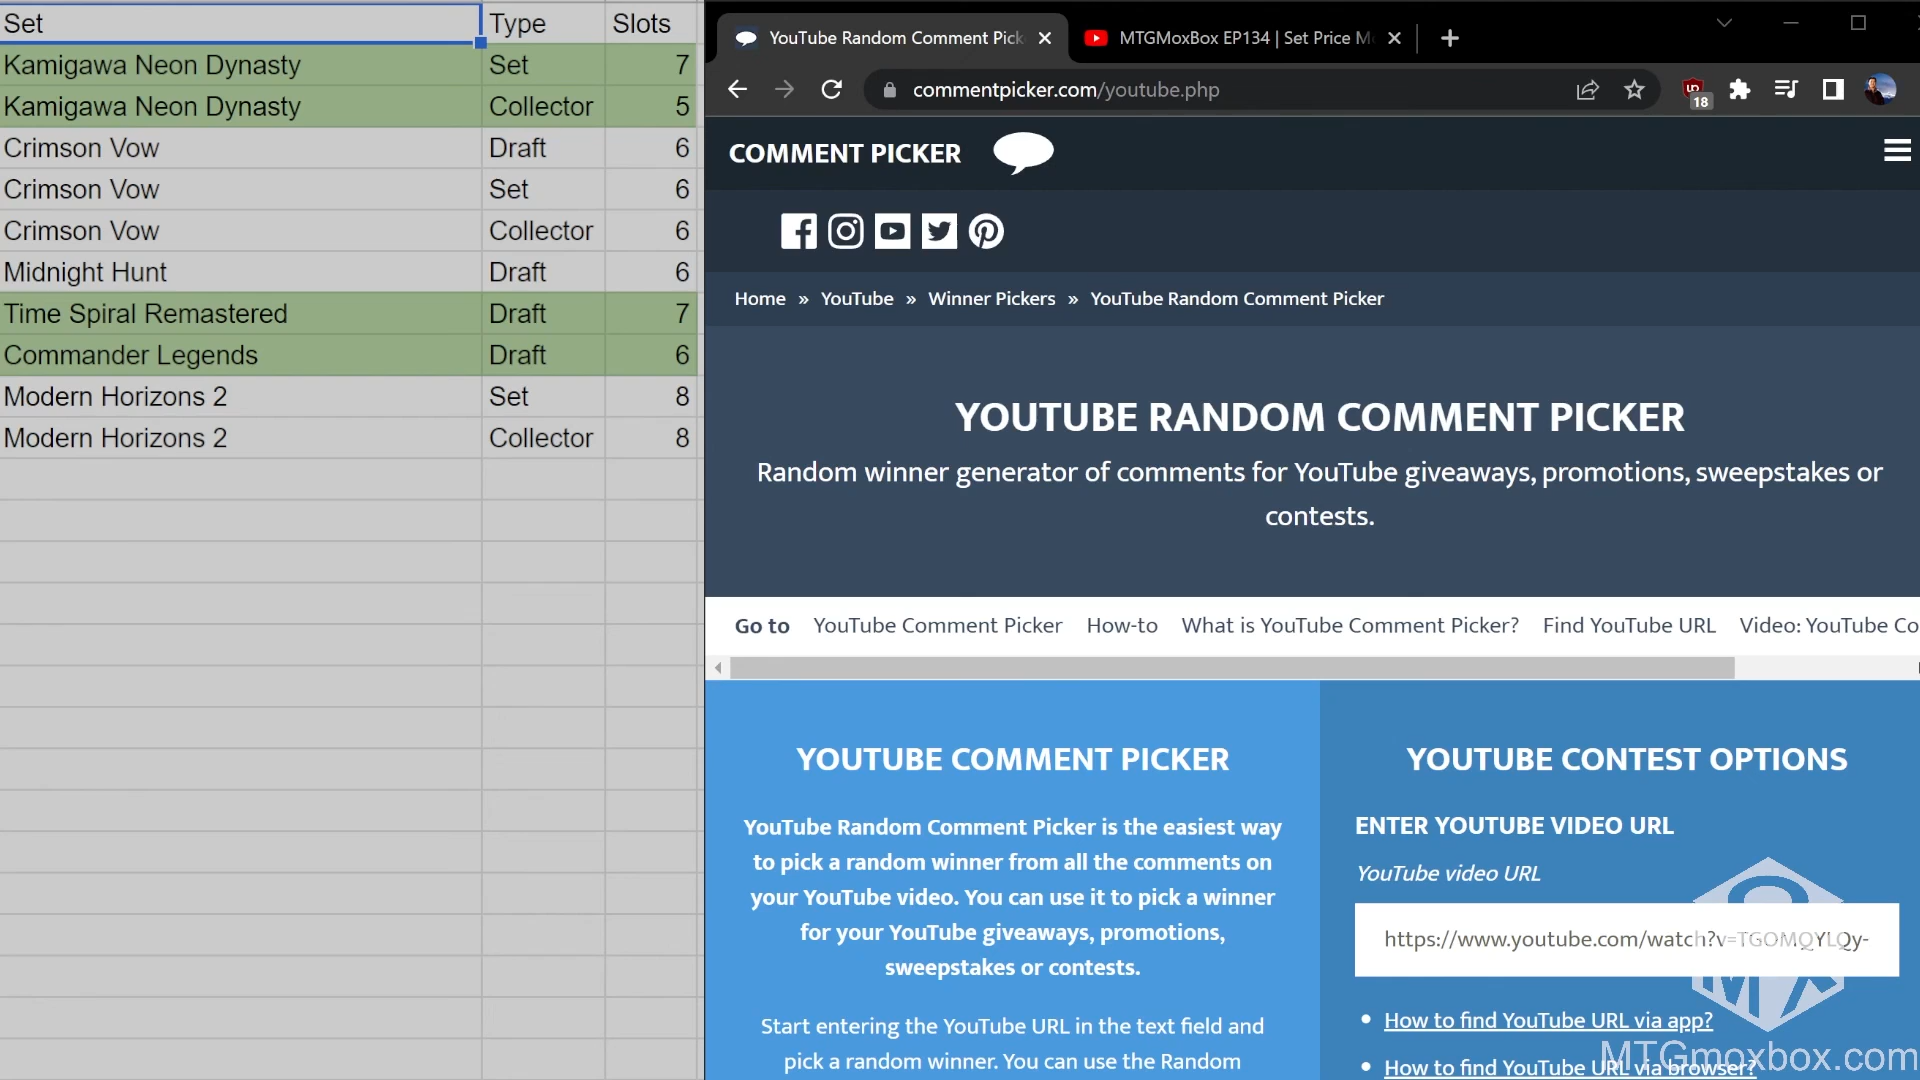 Set Type Slots
Kamigawa Neon Dynasty Set 7
Kamigawa Neon Dynasty Collector 5
Crimson Vow Draft 6
Crimson Vow Set 6
Crimson Vow Collector 6
Midnight Hunt Draft 6
Time Spiral Remastered Draft 7
Commander Legends Draft 6
Modern Horizons 2 Set 8
Modern Horizons 2 Collector 8
YouTube Random Comment Pick
MTGMoxBox EP134 | Set Price M
commentpicker.com/youtube.php
18
COMMENT PICKER
Home » YouTube » Winner Pickers » YouTube Random Comment Picker
YOUTUBE RANDOM COMMENT PICKER
Random winner generator of comments for YouTube giveaways, promotions, sweepstakes or
contests.
Go to YouTube Comment Picker How-to What is YouTube Comment Picker? Find YouTube URL Video: YouTube Co
YOUTUBE COMMENT PICKER
YouTube Random Comment Picker is the easiest way
to pick a random winner from all the comments on
your YouTube video. You can use it to pick a winner
for your YouTube giveaways, promotions,
sweepstakes or contests.
Start entering the YouTube URL in the text field and
pick a random winner. You can use the Random
YOUTUBE CONTEST OPTIONS
ENTER YOUTUBE VIDEO URL
YouTube video URL
https://www.youtube.com/watch?v=TGOMQYLQy-
How to find YouTube URL via app?
How to find YouTube URL via browser?
MTGmoxbox.com